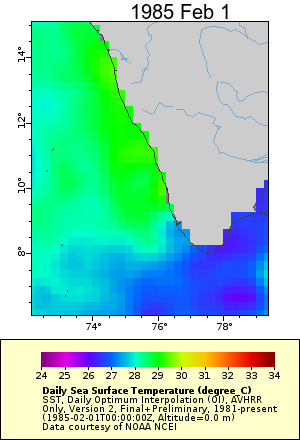 1985 Feb 1
14°
12°
10°
8°
74°
76°
78°
24 25 26 27 28 29 30 31 32 33 34
Daily Sea Surface Temperature (degree_C)
SST, Daily Optimum Interpolation (OI), AVHRR
Only, Version 2, Final+Preliminary, 1981-present
(1985-02-01T00:00:00Z, Altitude=0.0 m)
Data courtesy of NOAA NCEI